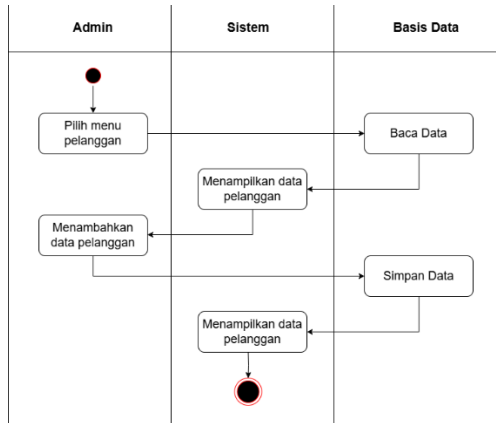 Admin
Sistem
Basis Data
Pilih menu
pelanggan
Baca Data
Menampilkan data
pelanggan
Menambahkan
data pelanggan
Simpan Data
Menampilkan data
pelanggan